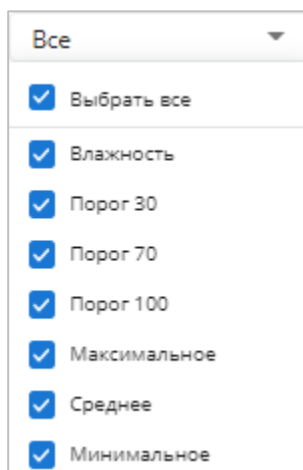 Все
Выбрать все
Влажность
Порог 30
Порог 70
Порог 100
Максимальное
Среднее
Минимальное